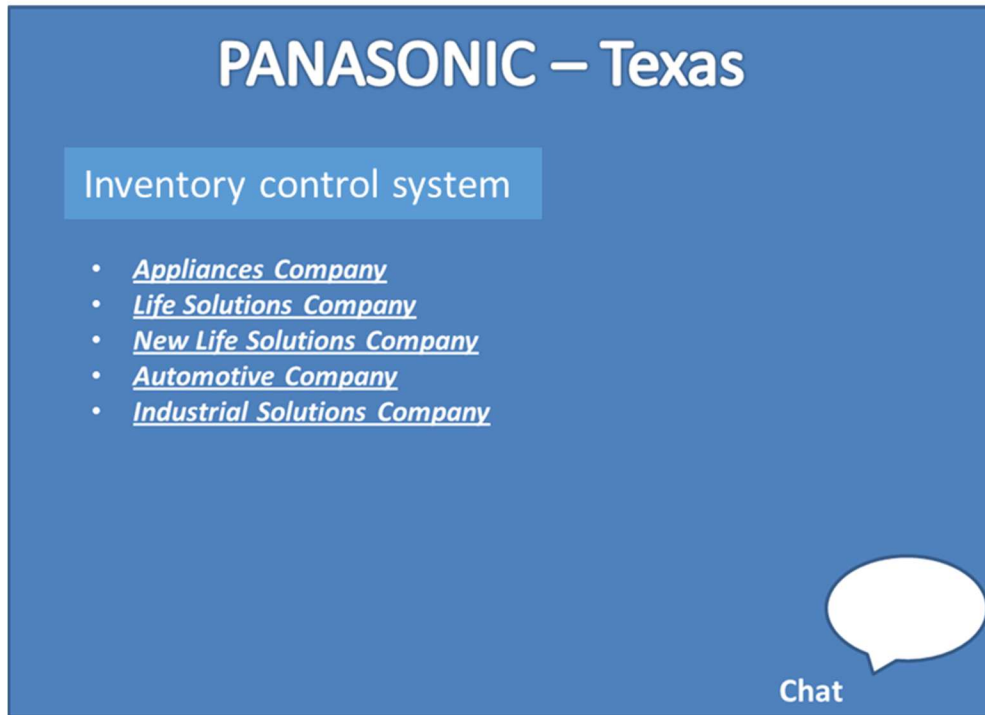 PANASONIC – Texas
Inventory control system
• Appliances Company
• Life Solutions Company
• New Life Solutions Company
• Automotive Company
• Industrial Solutions Company
Chat